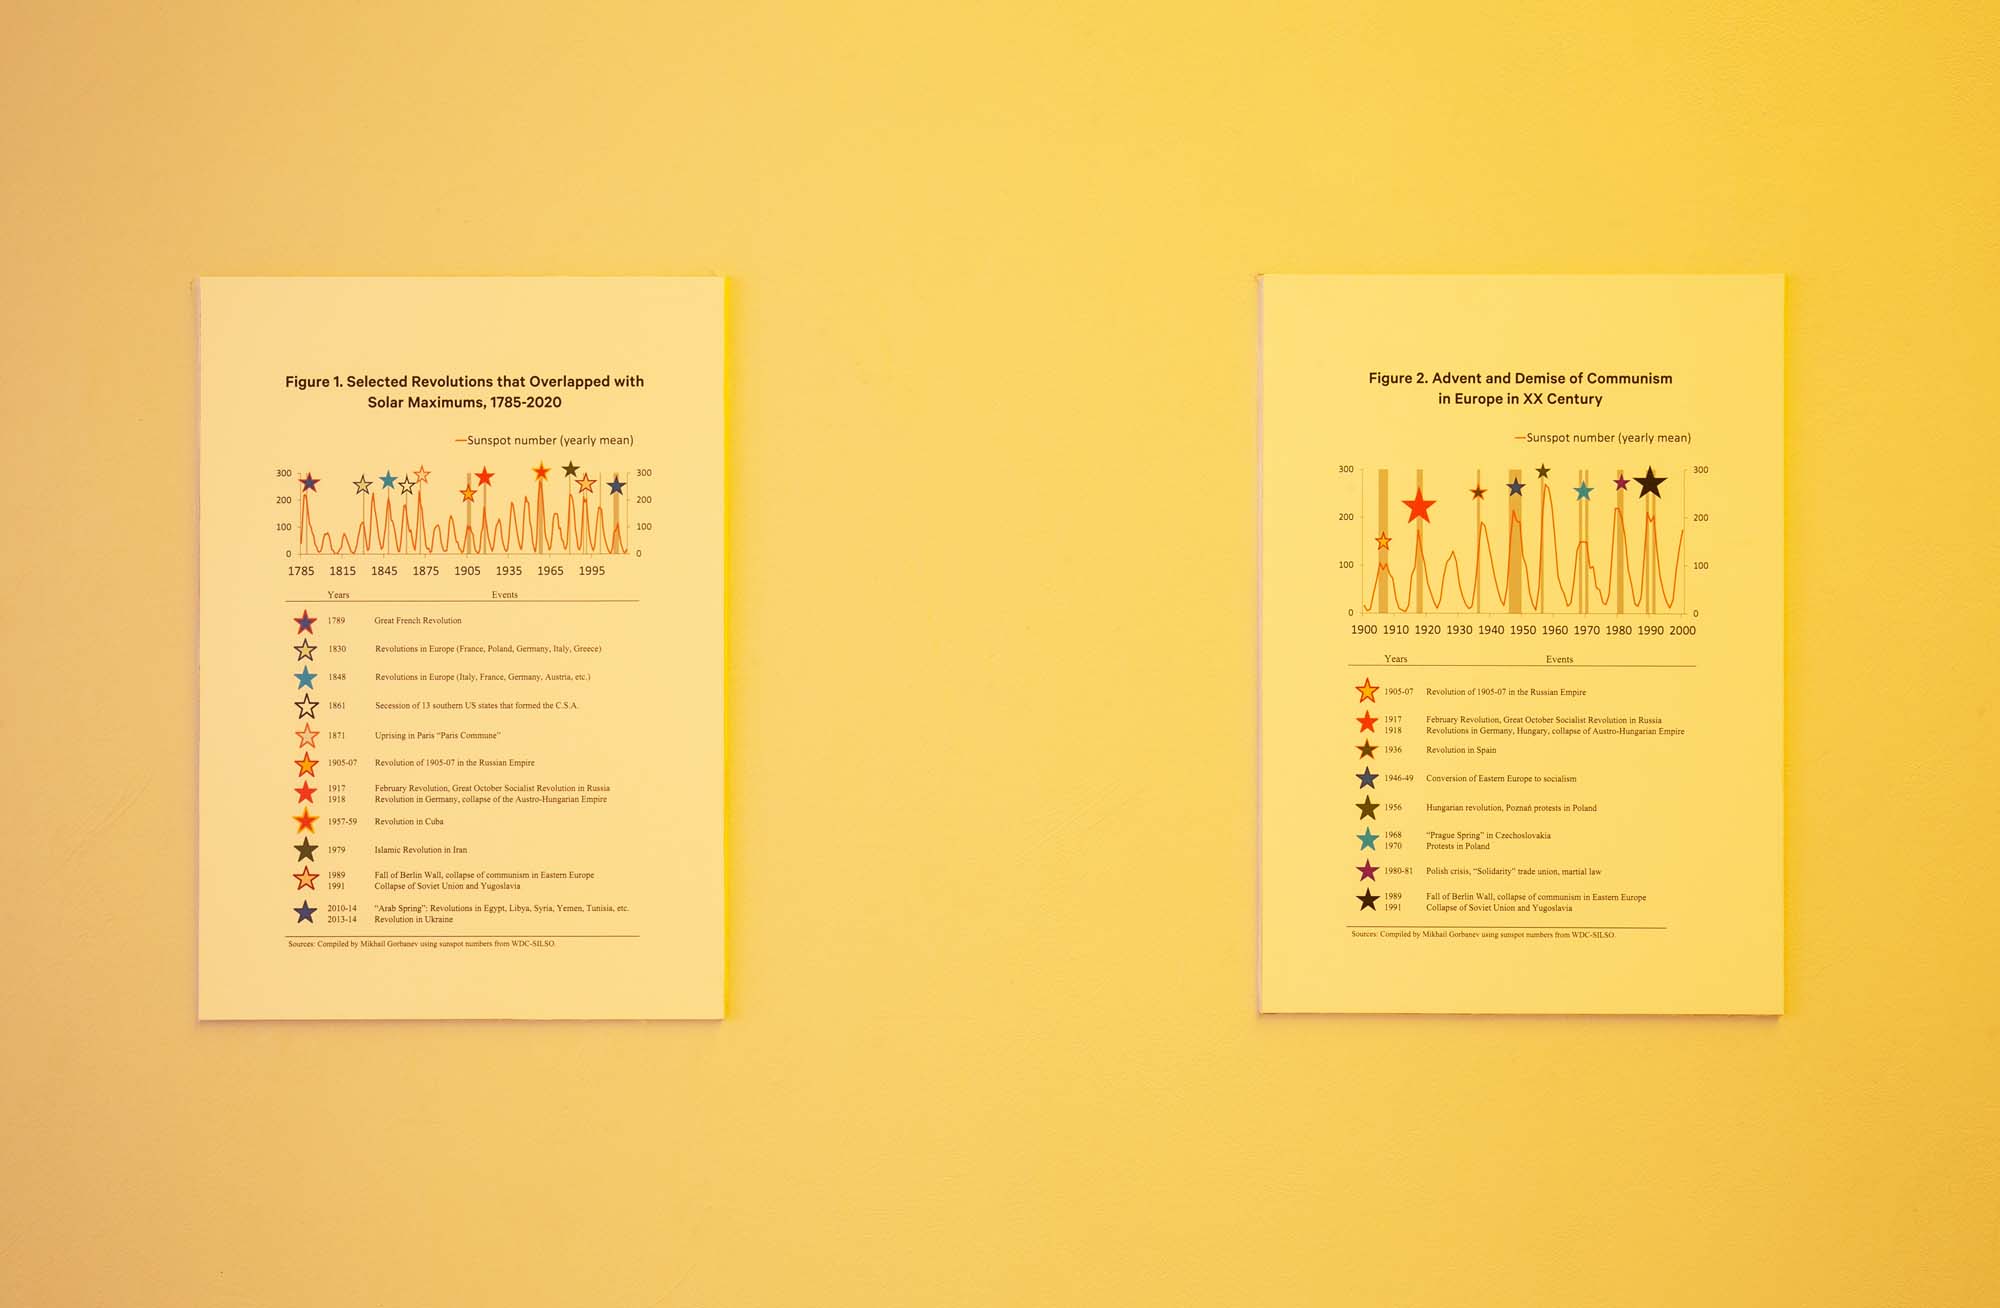 Figure 1. Selected Revolutions that Overlapped with
Solar Maximums, 1785-2020
Sunspot number (yearly mean)
300 300
200 200
100 100
0 0
1785 1815 1845 1875 1905 1935 1965 1995
Years Events
1789 Great French Revolution
1830 Revolutions in Europe (France, Poland, Germany, Italy, Greece)
1848 Revolutions in Europe (Italy, France, Germany, Austria, etc.)
1861 Secession of 13 southern US states that formed the C.S.A.
1871 Uprising in Paris “Paris Commune”
1905-07 Revolution of 1905-07 in the Russian Empire
1917 February Revolution, Great October Socialist Revolution in Russia
1918 Revolution in Germany, collapse of the Austro-Hungarian Empire
1957-59 Revolution in Cuba
1979 Islamic Revolution in Iran
1989 Fall of Berlin Wall, collapse of communism in Eastern Europe
1991 Collapse of Soviet Union and Yugoslavia
2010-14 “Arab Spring”: Revolutions in Egypt, Libya, Syria, Yemen, Tunisia, etc.
2013-14 Revolution in Ukraine
Sources: Compiled by Mikhail Gorbanev using sunspot numbers from WDC-SILSO.
Figure 2. Advent and Demise of Communism
in Europe in XX Century
Sunspot number (yearly mean)
300 300
200 200
100 100
0 0
1900 1910 1920 1930 1940 1950 1960 1970 1980 1990 2000
Years Events
1905-07 Revolution of 1905-07 in the Russian Empire
1917 February Revolution, Great October Socialist Revolution in Russia
1918 Revolutions in Germany, Hungary, collapse of Austro-Hungarian Empire
1936 Revolution in Spain
1946-49 Conversion of Eastern Europe to socialism
1956 Hungarian revolution, Poznań protests in Poland
1968 “Prague Spring” in Czechoslovakia
1970 Protests in Poland
1980-81 Polish crisis, “Solidarity” trade union, martial law
1989 Fall of Berlin Wall, collapse of communism in Eastern Europe
1991 Collapse of Soviet Union and Yugoslavia
Sources: Compiled by Mikhail Gorbanev using sunspot numbers from WDC-SILSO.